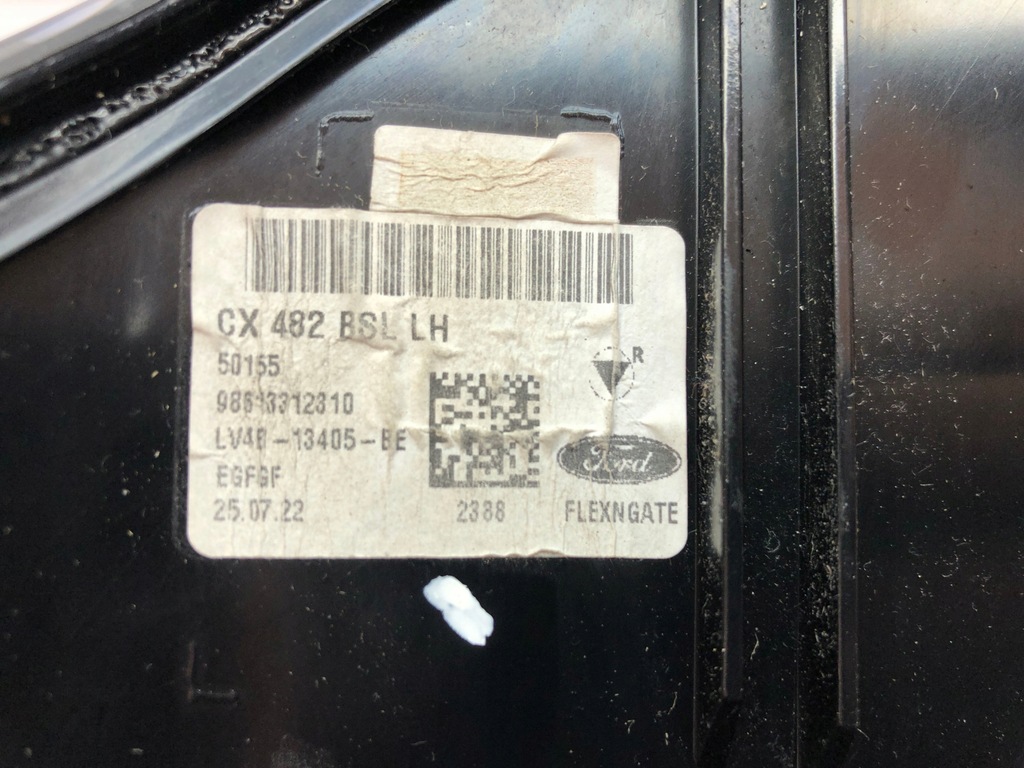 CX 482 BSL LH
50155
98613312310
R
LV4B-13405-BE
Ford
EGFGF
25.07.22
2388
FLEXNGATE